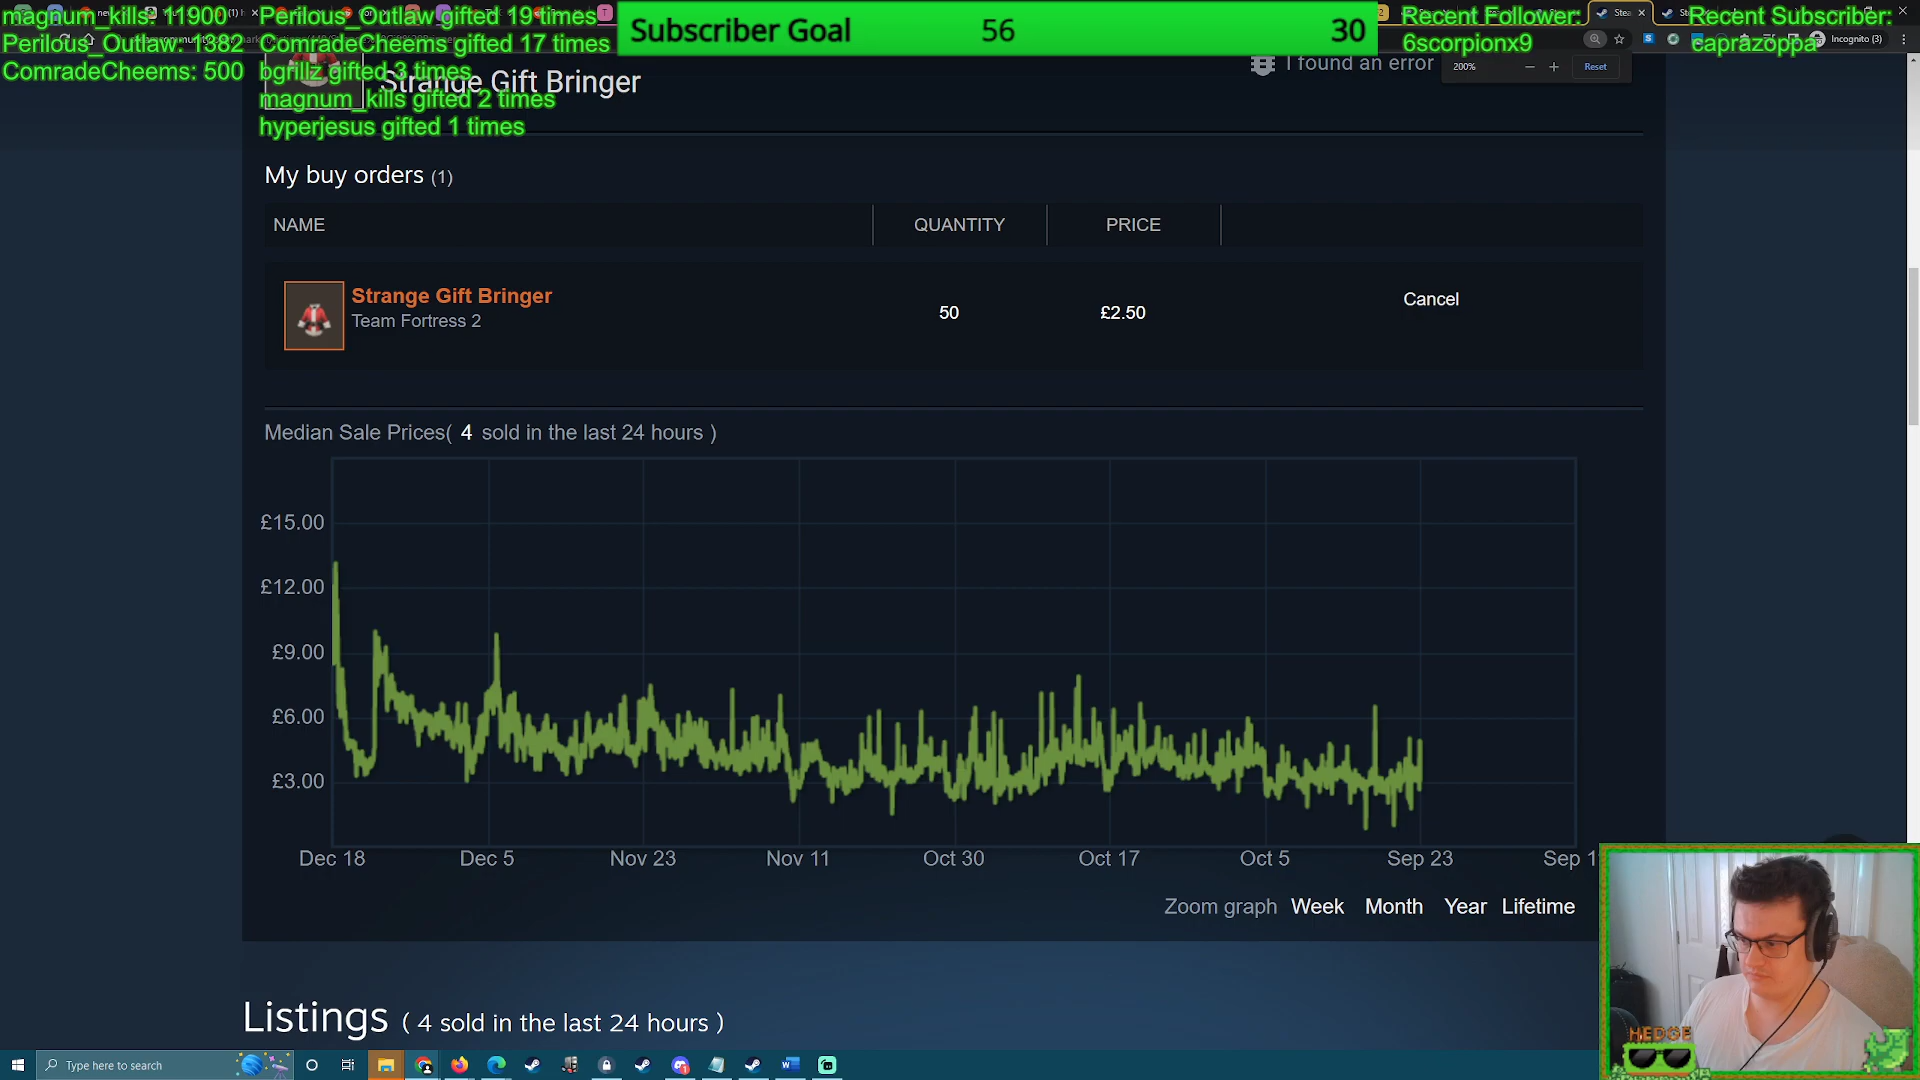 magnum_kills: 11900
Perilous_Outlaw: 1382
ComradeCheems: 500
Perilous_Outlaw gifted 19 times
ComradeCheems gifted 17 times
bgrillz gifted 3 times
magnum_kills gifted 2 times
hyperjesus gifted 1 times
Subscriber Goal 56 30
Recent Follower:
6scorpionx9
Recent Subscriber:
caprazoppa
Incognito (3)
200% − + Reset
Strange Gift Bringer
I found an error
My buy orders (1)
NAME QUANTITY PRICE
Strange Gift Bringer
Team Fortress 2
50 £2.50 Cancel
Median Sale Prices( 4 sold in the last 24 hours )
£15.00
£12.00
£9.00
£6.00
£3.00
Dec 18 Dec 5 Nov 23 Nov 11 Oct 30 Oct 17 Oct 5 Sep 23 Sep 1
Zoom graph Week Month Year Lifetime
Listings ( 4 sold in the last 24 hours )
HEDGE
Type here to search